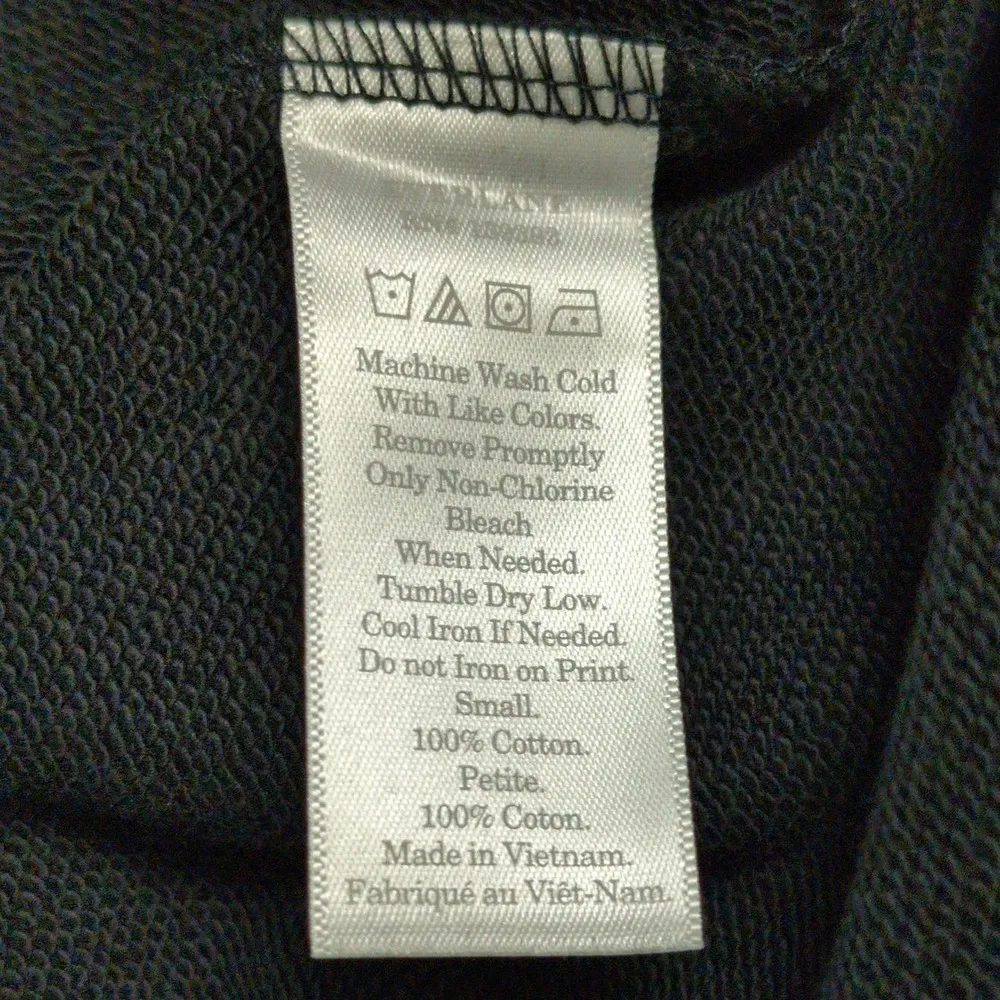 Machine Wash Cold
With Like Colors.
Remove Promptly
Only Non-Chlorine
Bleach
When Needed.
Tumble Dry Low.
Cool Iron If Needed.
Do not Iron on Print.
Small.
100% Cotton.
Petite.
100% Coton.
Made in Vietnam.
Fabriqué au Viêt-Nam.